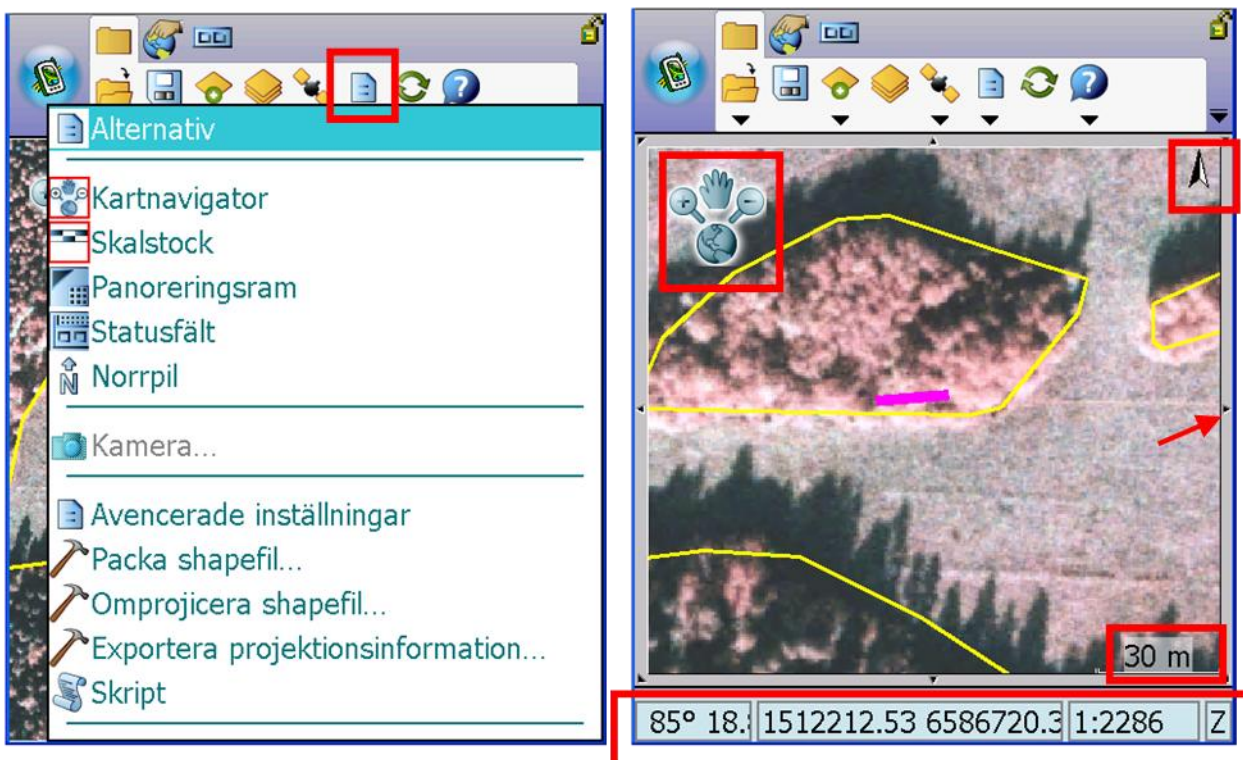 Alternativ
Kartnavigator
Skalstock
Panoreringsram
Statusfält
N Norrpil
Kamera...
Avencerade inställningar
Packa shapefil...
Omprojicera shapefil...
Exportera projektionsinformation...
Skript
30 m
85° 18. 1512212.53 6586720.3 1:2286 Z